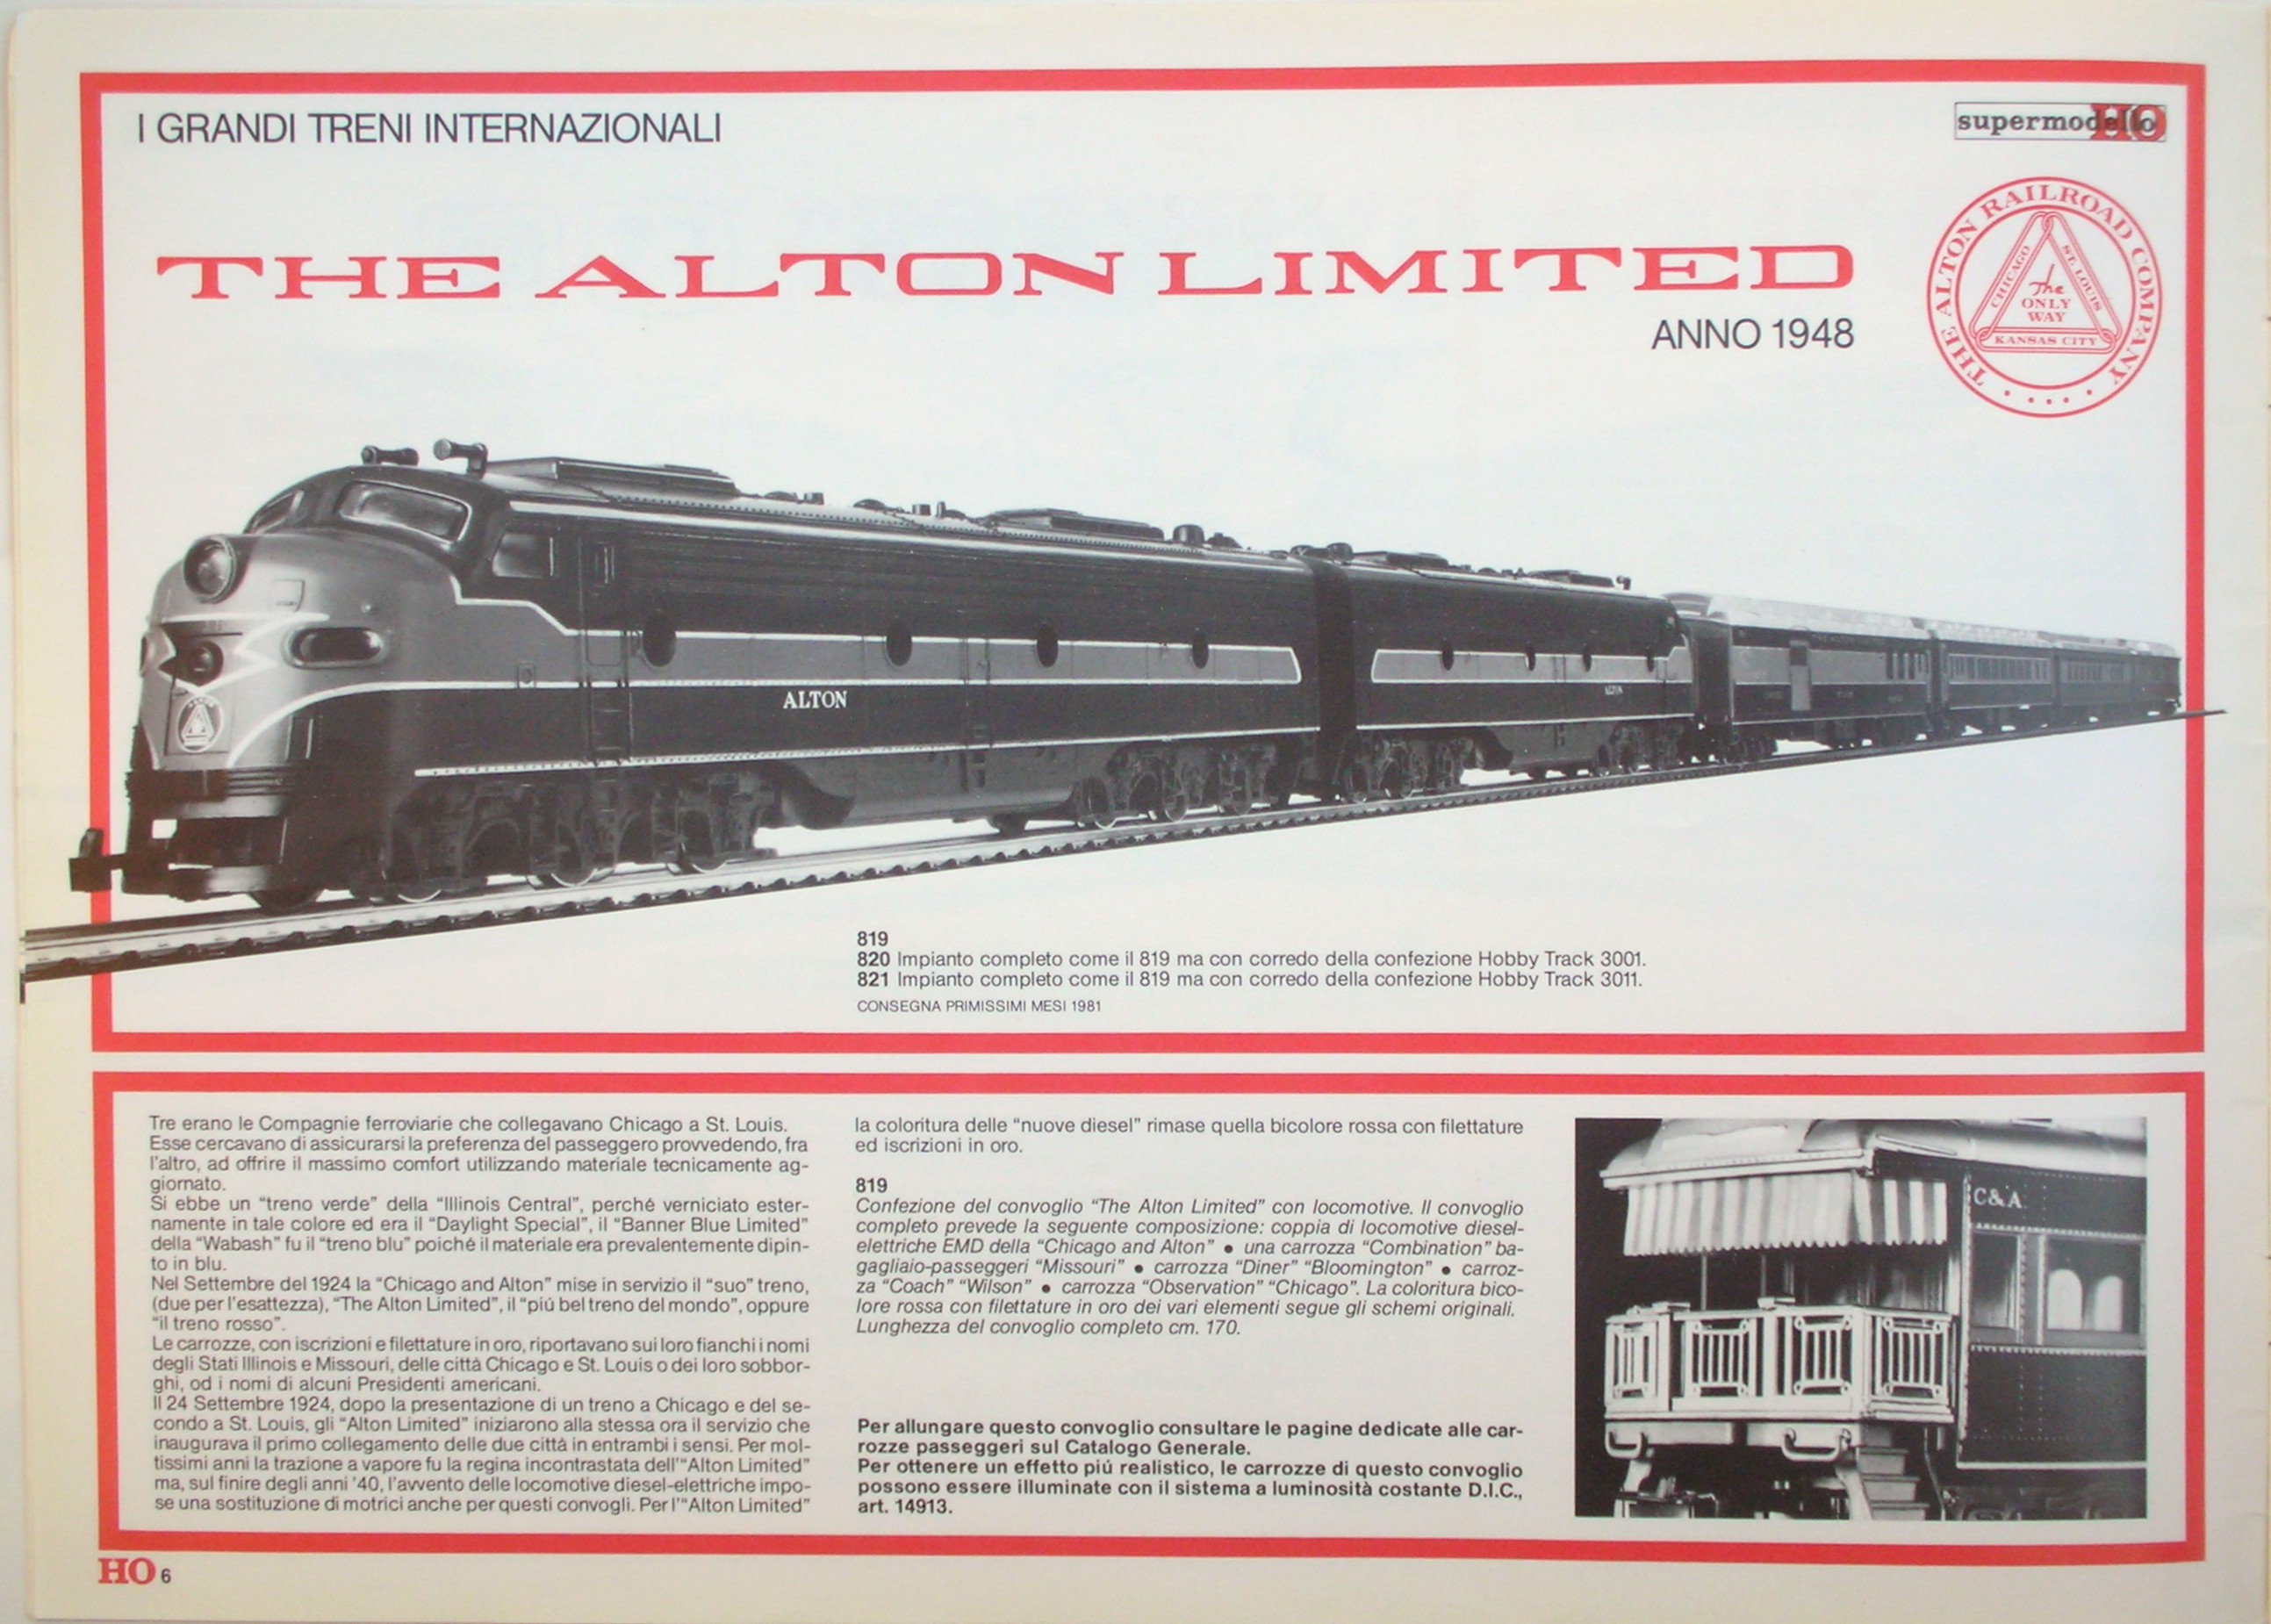 I GRANDI TRENI INTERNAZIONALI
supermodello HO
THE ALTON LIMITED
ANNO 1948
THE ALTON RAILROAD COMPANY
CHICAGO
ST. LOUIS
the
ONLY
WAY
KANSAS CITY
ALTON
ALTON
819
820 Impianto completo come il 819 ma con corredo della confezione Hobby Track 3001.
821 Impianto completo come il 819 ma con corredo della confezione Hobby Track 3011.
CONSEGNA PRIMISSIMI MESI 1981
Tre erano le Compagnie ferroviarie che collegavano Chicago a St. Louis.
Esse cercavano di assicurarsi la preferenza del passeggero provvedendo, fra
l'altro, ad offrire il massimo comfort utilizzando materiale tecnicamente ag-
giornato.
Si ebbe un “treno verde” della “Illinois Central”, perché verniciato ester-
namente in tale colore ed era il “Daylight Special”, il “Banner Blue Limited”
della “Wabash” fu il “treno blu” poiché il materiale era prevalentemente dipin-
to in blu.
Nel Settembre del 1924 la “Chicago and Alton” mise in servizio il “suo” treno,
(due per l'esattezza), “The Alton Limited”, il “piú bel treno del mondo”, oppure
“il treno rosso”.
Le carrozze, con iscrizioni e filettature in oro, riportavano sui loro fianchi i nomi
degli Stati Illinois e Missouri, delle città Chicago e St. Louis o dei loro sobbor-
ghi, od i nomi di alcuni Presidenti americani.
Il 24 Settembre 1924, dopo la presentazione di un treno a Chicago e del se-
condo a St. Louis, gli “Alton Limited” iniziarono alla stessa ora il servizio che
inaugurava il primo collegamento delle due città in entrambi i sensi. Per mol-
tissimi anni la trazione a vapore fu la regina incontrastata dell'“Alton Limited”
ma, sul finire degli anni '40, l'avvento delle locomotive diesel-elettriche impo-
se una sostituzione di motrici anche per questi convogli. Per l'“Alton Limited”
la coloritura delle “nuove diesel” rimase quella bicolore rossa con filettature
ed iscrizioni in oro.
819
Confezione del convoglio “The Alton Limited” con locomotive. Il convoglio
completo prevede la seguente composizione: coppia di locomotive diesel-
elettriche EMD della “Chicago and Alton” ● una carrozza “Combination” ba-
gagliaio-passeggeri “Missouri” ● carrozza “Diner” “Bloomington” ● carroz-
za “Coach” “Wilson” ● carrozza “Observation” “Chicago”. La coloritura bico-
lore rossa con filettature in oro dei vari elementi segue gli schemi originali.
Lunghezza del convoglio completo cm. 170.
Per allungare questo convoglio consultare le pagine dedicate alle car-
rozze passeggeri sul Catalogo Generale.
Per ottenere un effetto piú realistico, le carrozze di questo convoglio
possono essere illuminate con il sistema a luminosità costante D.I.C.,
art. 14913.
C&A
HO 6